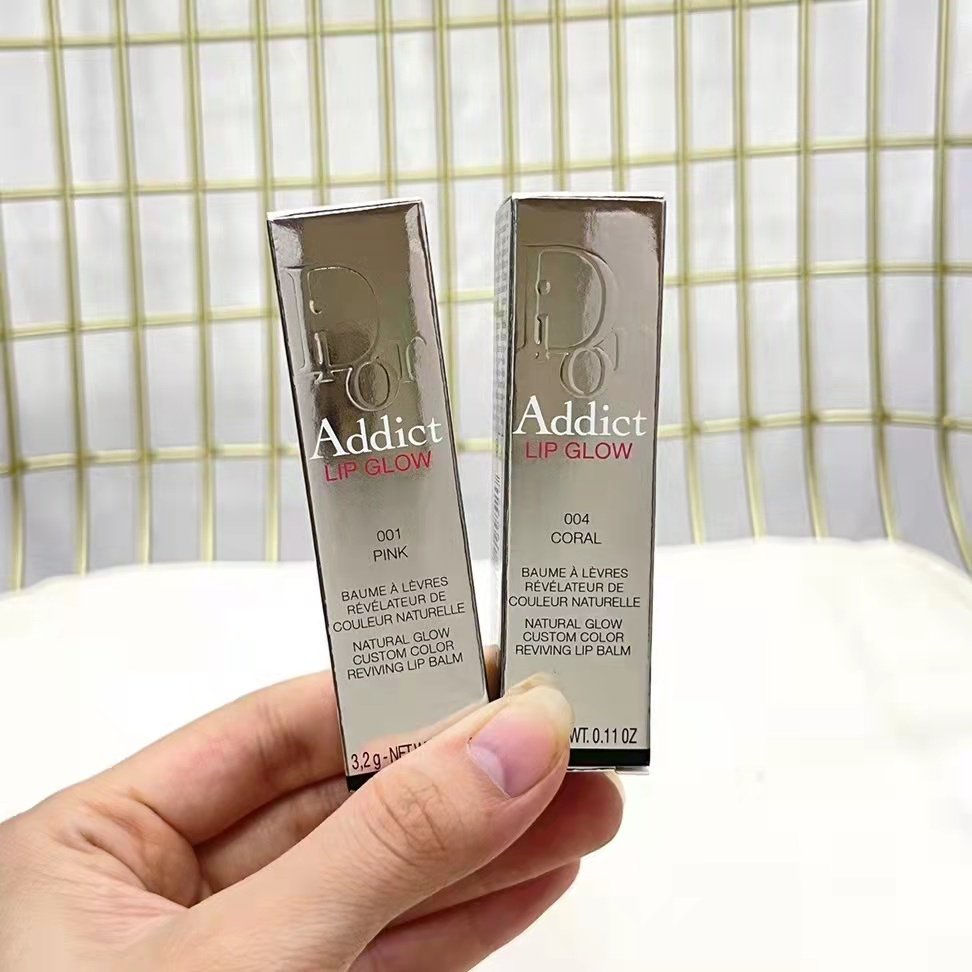 Dior
Addict
LIP GLOW
001
PINK
BAUME À LÈVRES
RÉVÉLATEUR DE
COULEUR NATURELLE
NATURAL GLOW
CUSTOM COLOR
REVIVING LIP BALM
3,2 g - NET
Dior
Addict
LIP GLOW
004
CORAL
BAUME À LÈVRES
RÉVÉLATEUR DE
COULEUR NATURELLE
NATURAL GLOW
CUSTOM COLOR
REVIVING LIP BALM
WT. 0.11 OZ